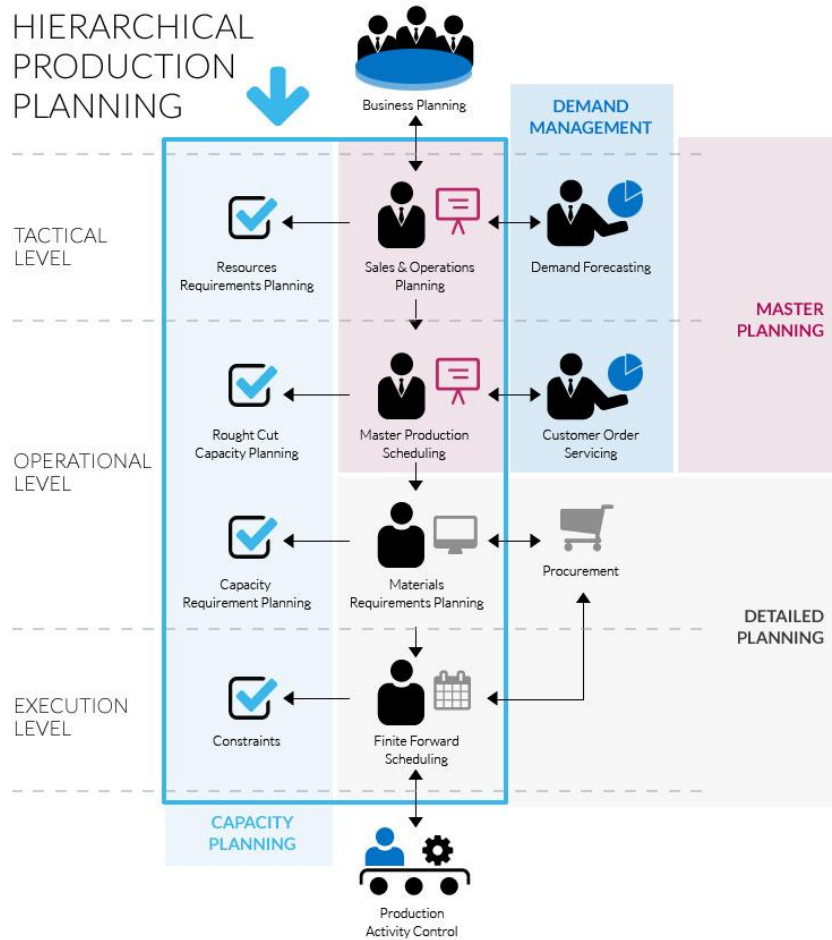 HIERARCHICAL
PRODUCTION
PLANNING
Business Planning
DEMAND
MANAGEMENT
TACTICAL
LEVEL
Resources
Requirements Planning
Sales & Operations
Planning
Demand Forecasting
MASTER
PLANNING
OPERATIONAL
LEVEL
Rought Cut
Capacity Planning
Master Production
Scheduling
Customer Order
Servicing
Capacity
Requirement Planning
Materials
Requirements Planning
Procurement
DETAILED
PLANNING
EXECUTION
LEVEL
Constraints
Finite Forward
Scheduling
CAPACITY
PLANNING
Production
Activity Control